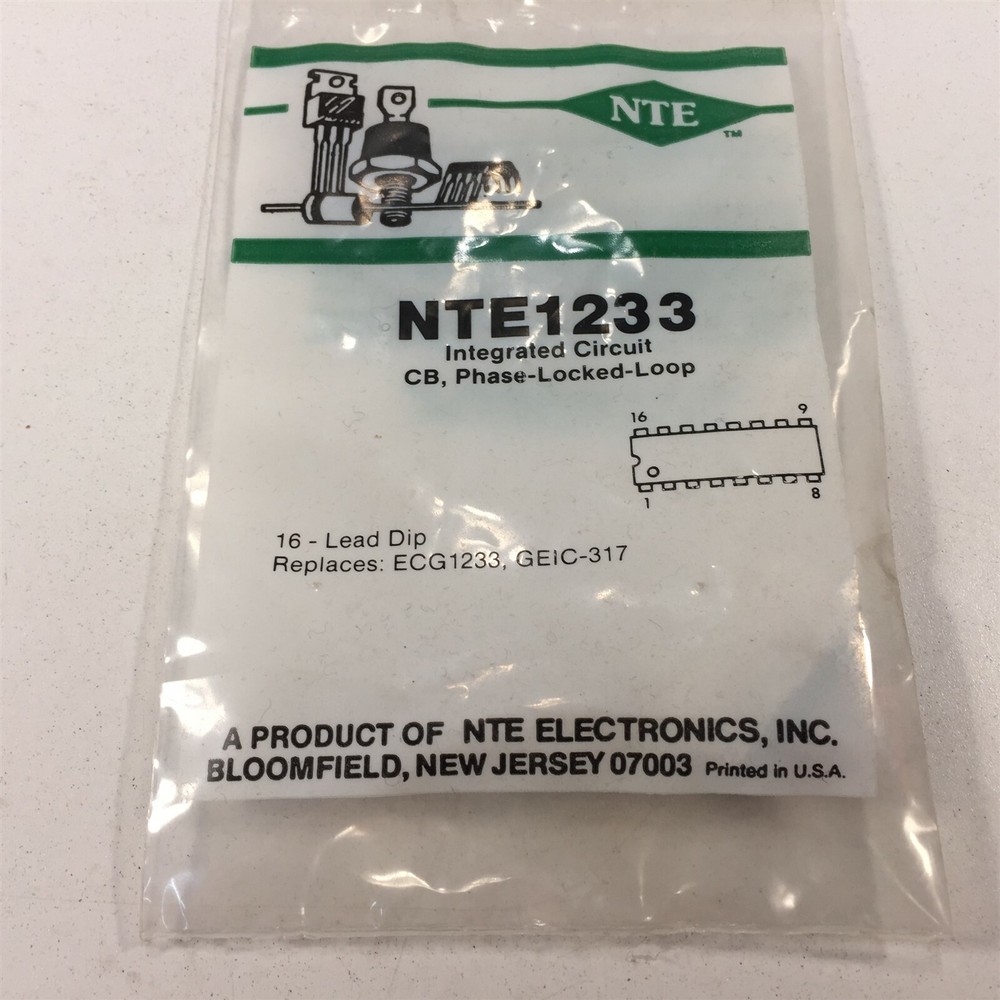 NTE
TM
NTE1233
Integrated Circuit
CB, Phase-Locked-Loop
16 9
1 8
16 - Lead Dip
Replaces: ECG1233, GEIC-317
A PRODUCT OF NTE ELECTRONICS, INC.
BLOOMFIELD, NEW JERSEY 07003 Printed in U.S.A.